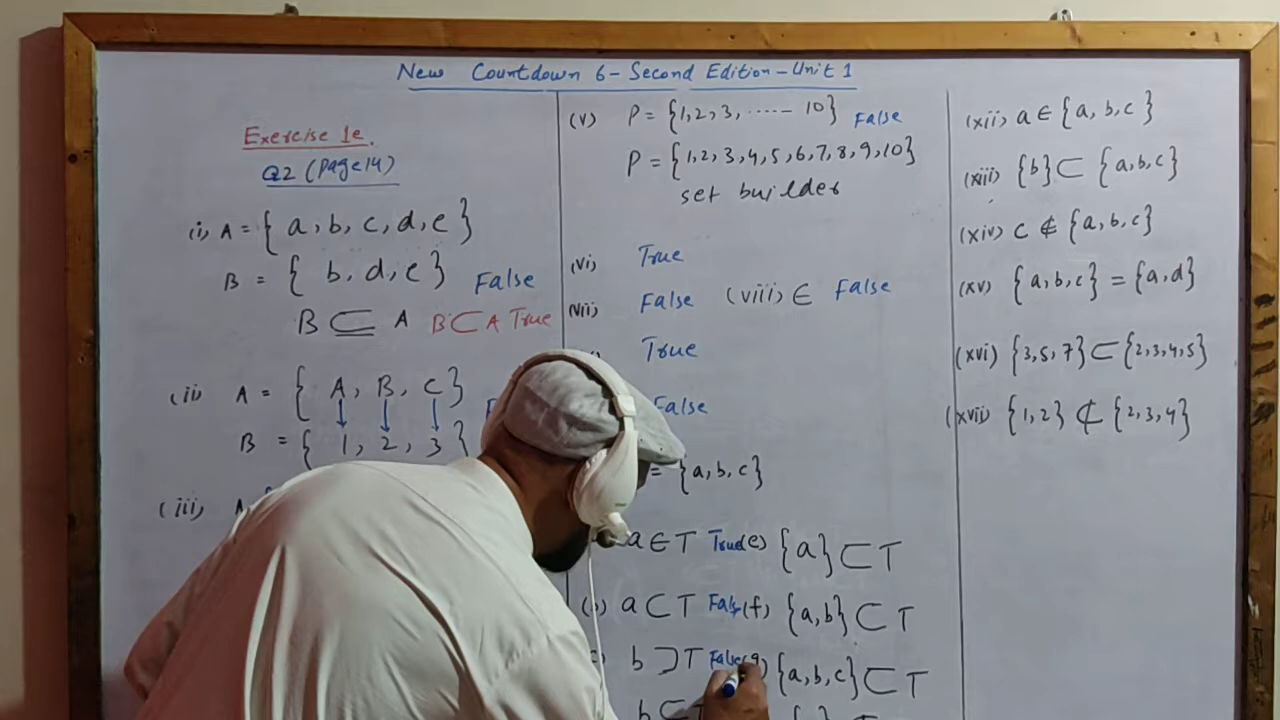 New Countdown 6 - Second Edition - Unit 1
Exercise 1e
Q2 (Page 14)
(i) A = { a, b, c, d, e }
B = { b, d, e } False
B ⊆ A B ⊂ A True
(ii) A = { A, B, C }
B = { 1, 2, 3 }
(iii) A
(v) P = {1, 2, 3, ...... 10} False
P = {1, 2, 3, 4, 5, 6, 7, 8, 9, 10}
set builder
(vi) True
(vii) False (viii) ∈ False
True
False
= {a, b, c}
a ∈ T True (e) {a} ⊂ T
a ⊂ T False (f) {a, b} ⊂ T
b ⊃ T False (g) {a, b, c} ⊂ T
b ⊂
(xii) a ∈ {a, b, c}
(xiii) {b} ⊂ {a, b, c}
(xiv) c ∉ {a, b, c}
(xv) {a, b, c} = {a, d}
(xvi) {3, 5, 7} ⊂ {2, 3, 4, 5}
(xvii) {1, 2} ⊄ {2, 3, 4}